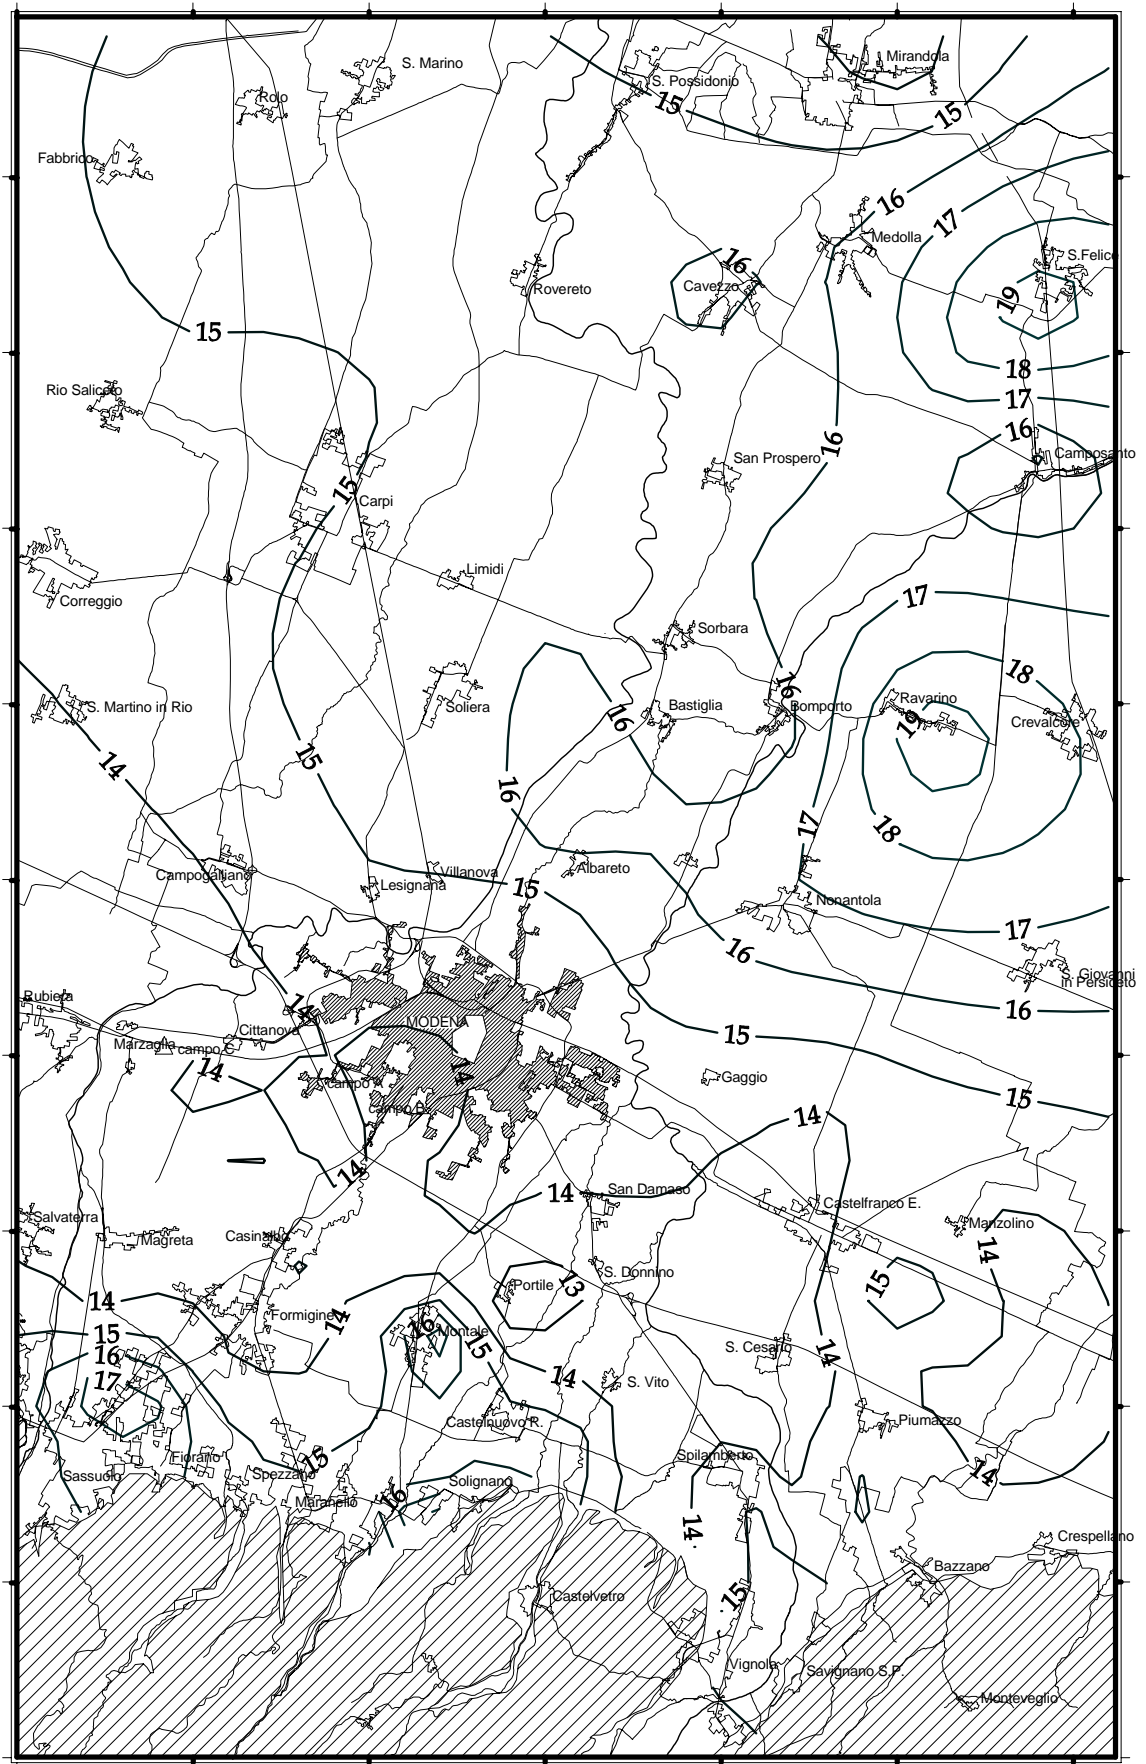 S. Marino
Mirandola
S. Possidonio
Rolo
15
15
Fabbrico
16
17
Medolla
16
S.Felice
Cavezzo
Rovereto
19
15
18
Rio Saliceto
17
16
16
Camposanto
San Prospero
15
Carpi
Limidi
Correggio
17
Sorbara
18
16
Ravarino
S. Martino in Rio
Soliera
16
Bastiglia
Bomporto
19
Crevalcore
14
15
16
17
18
Campogalliano
Villanova
Albareto
Lesignana
15
Nonantola
17
16
S. Giovanni
in Persiceto
Rubiera
14
16
MODENA
Cittanova
15
Marzaglia
campo C
14
14
Gaggio
campo A
15
campo B
14
14
14
San Damaso
Castelfranco E.
Salvaterra
Manzolino
Magreta
Casinalbo
14
S. Donnino
13
Portile
15
14
Formigine
14
16
Montale
15
15
S. Cesario
14
16
14
17
S. Vito
Castelnuovo R.
Piumazzo
Spilamberto
Fiorano
15
Sassuolo
Spezzano
Solignano
14
Maranello
16
14
Crespellano
Bazzano
15
Castelvetro
Vignola
Savignano S.P.
Monteveglio